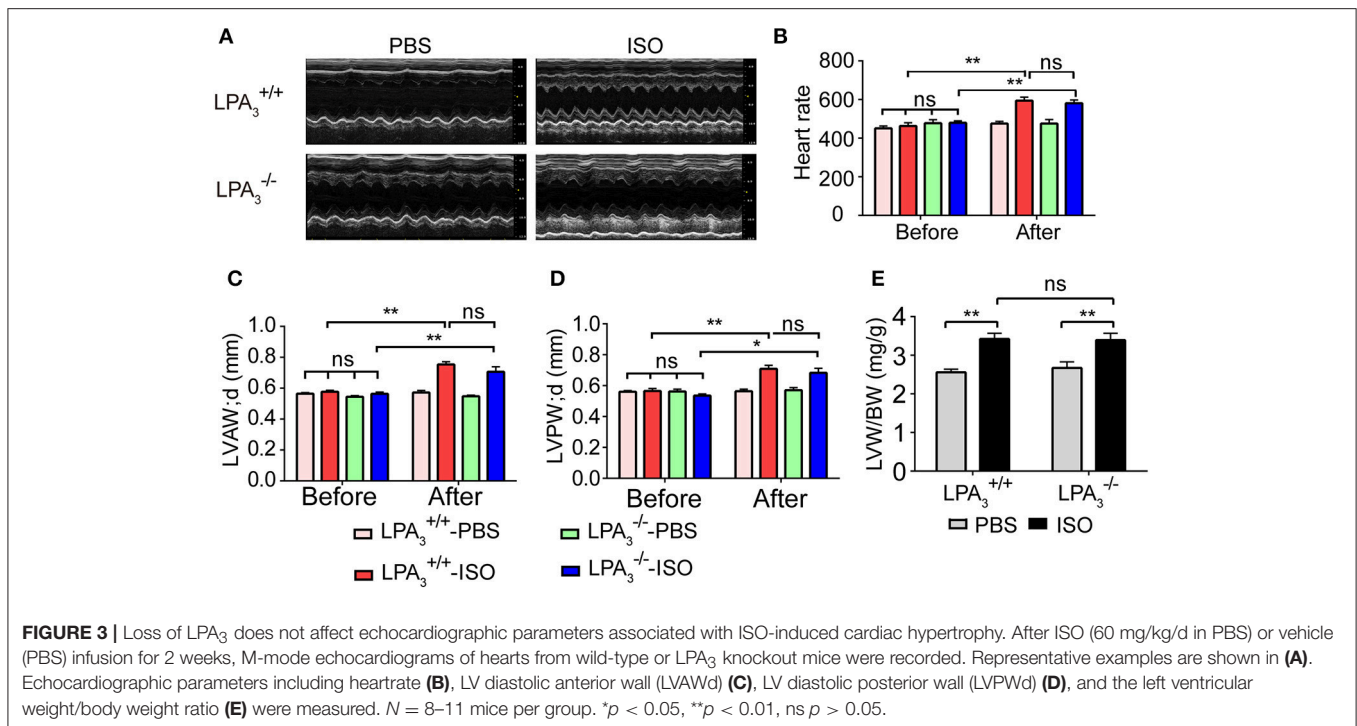 A
PBS
ISO
LPA3+/+
LPA3-/-
B
Heart rate
800
600
400
200
0
ns
**
**
ns
Before
After
C
LVAW;d (mm)
1.0
0.8
0.6
0.4
0.2
0.0
ns
**
**
ns
Before
After
D
LVPW;d (mm)
1.0
0.8
0.6
0.4
0.2
0.0
ns
**
*
ns
Before
After
E
LVW/BW (mg/g)
4
3
2
1
0
**
**
ns
LPA3+/+
LPA3-/-
PBS
ISO
LPA3+/+-PBS
LPA3-/--PBS
LPA3+/+-ISO
LPA3-/--ISO
FIGURE 3 | Loss of LPA3 does not affect echocardiographic parameters associated with ISO-induced cardiac hypertrophy. After ISO (60 mg/kg/d in PBS) or vehicle
(PBS) infusion for 2 weeks, M-mode echocardiograms of hearts from wild-type or LPA3 knockout mice were recorded. Representative examples are shown in (A).
Echocardiographic parameters including heartrate (B), LV diastolic anterior wall (LVAWd) (C), LV diastolic posterior wall (LVPWd) (D), and the left ventricular
weight/body weight ratio (E) were measured. N = 8–11 mice per group. *p < 0.05, **p < 0.01, ns p > 0.05.